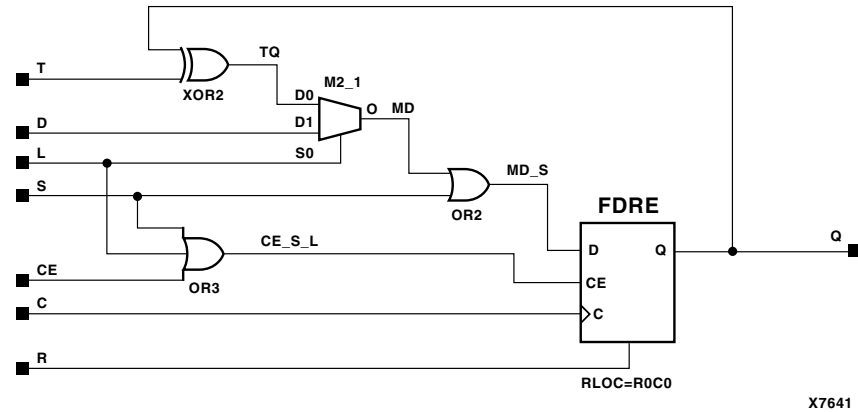 T
TQ
XOR2
M2_1
D0
O
MD
D
D1
L
S0
MD_S
S
OR2
FDRE
CE_S_L
D
Q
Q
CE
OR3
CE
C
C
R
RLOC=R0C0
X7641